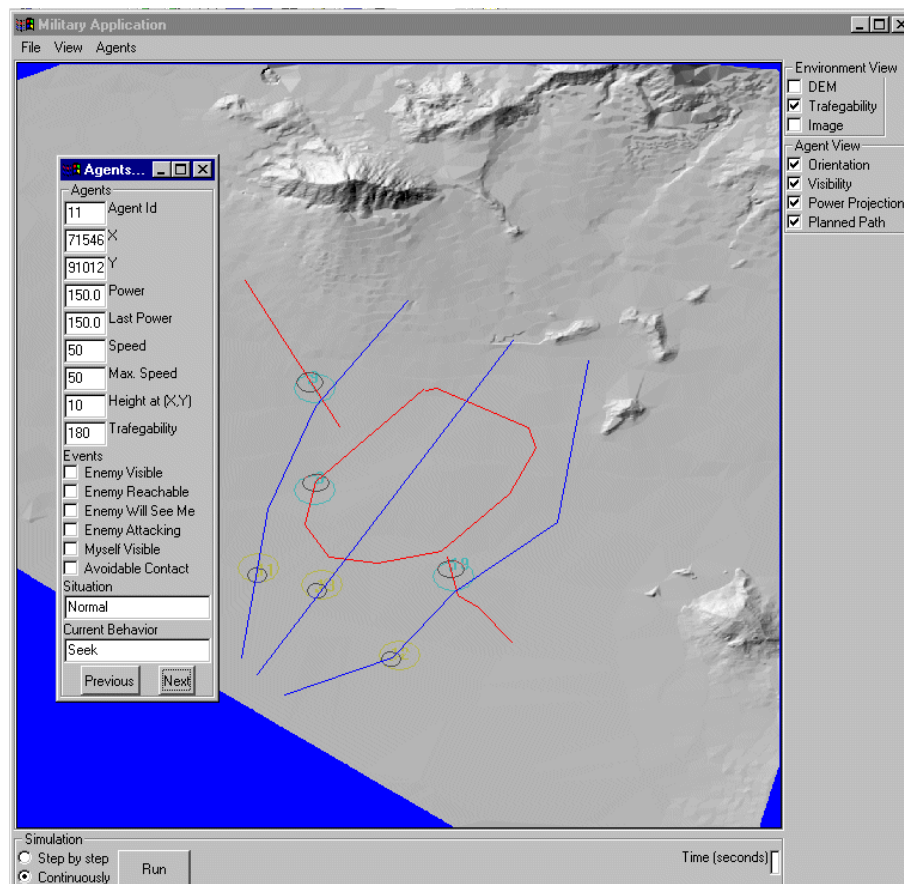 Military Application
File View Agents
Environment View
DEM
Trafegability
Image
Agent View
Orientation
Visibility
Power Projection
Planned Path
Agents...
Agents
11 Agent Id
71546 X
91012 Y
150.0 Power
150.0 Last Power
50 Speed
50 Max. Speed
10 Height at (X,Y)
180 Trafegability
Events
Enemy Visible
Enemy Reachable
Enemy Will See Me
Enemy Attacking
Myself Visible
Avoidable Contact
Situation
Normal
Current Behavior
Seek
Previous Next
Simulation
Step by step
Continuously
Run
Time (seconds)